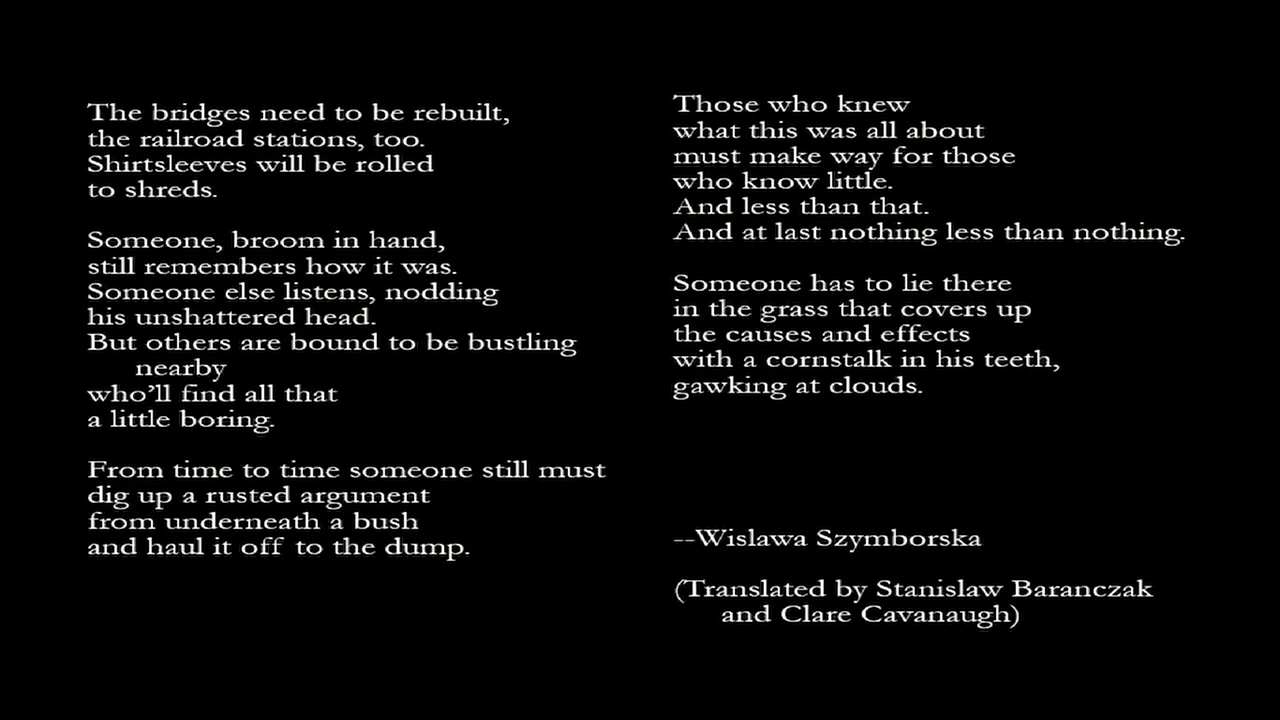 The bridges need to be rebuilt,
the railroad stations, too.
Shirtsleeves will be rolled
to shreds.
Someone, broom in hand,
still remembers how it was.
Someone else listens, nodding
his unshattered head.
But others are bound to be bustling
nearby
who'll find all that
a little boring.
From time to time someone still must
dig up a rusted argument
from underneath a bush
and haul it off to the dump.
Those who knew
what this was all about
must make way for those
who know little.
And less than that.
And at last nothing less than nothing.
Someone has to lie there
in the grass that covers up
the causes and effects
with a cornstalk in his teeth,
gawking at clouds.
--Wislawa Szymborska
(Translated by Stanislaw Baranczak
and Clare Cavanaugh)